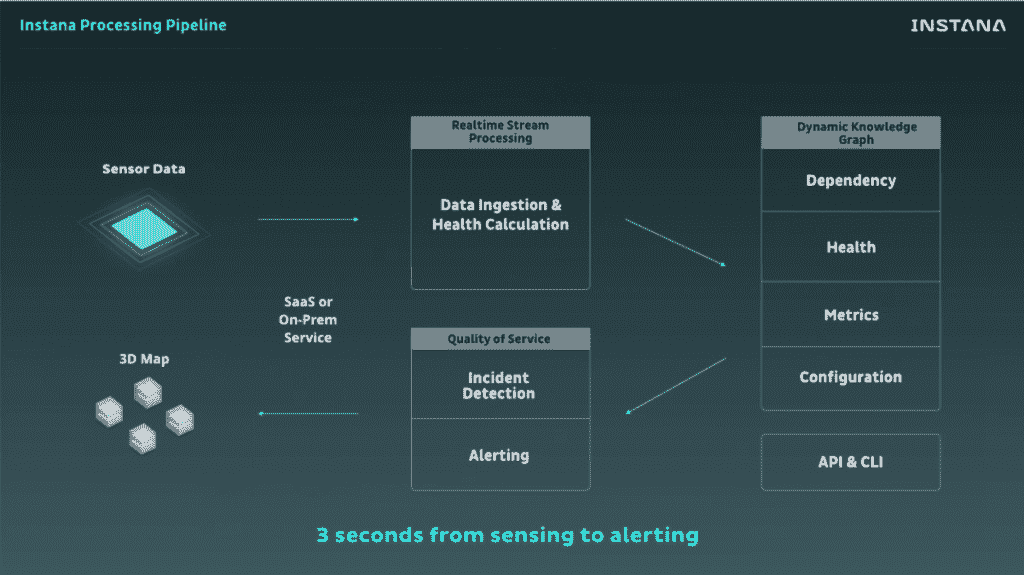 Instana Processing Pipeline
INSTANA
Sensor Data
Realtime Stream
Processing
Data Ingestion &
Health Calculation
Dynamic Knowledge
Graph
Dependency
Health
Metrics
Configuration
API & CLI
SaaS or
On-Prem
Service
Quality of Service
Incident
Detection
Alerting
3D Map
3 seconds from sensing to alerting